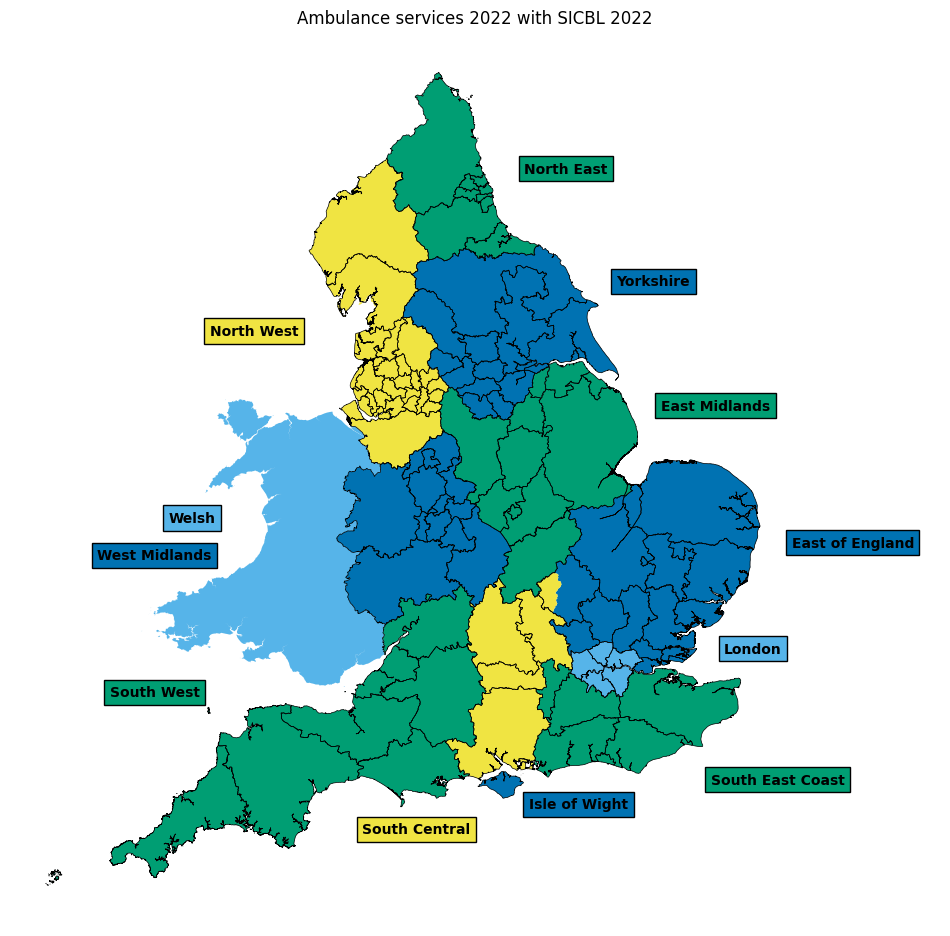 Ambulance services 2022 with SICBL 2022
North East
Yorkshire
North West
East Midlands
Welsh
East of England
West Midlands
London
South West
South East Coast
Isle of Wight
South Central